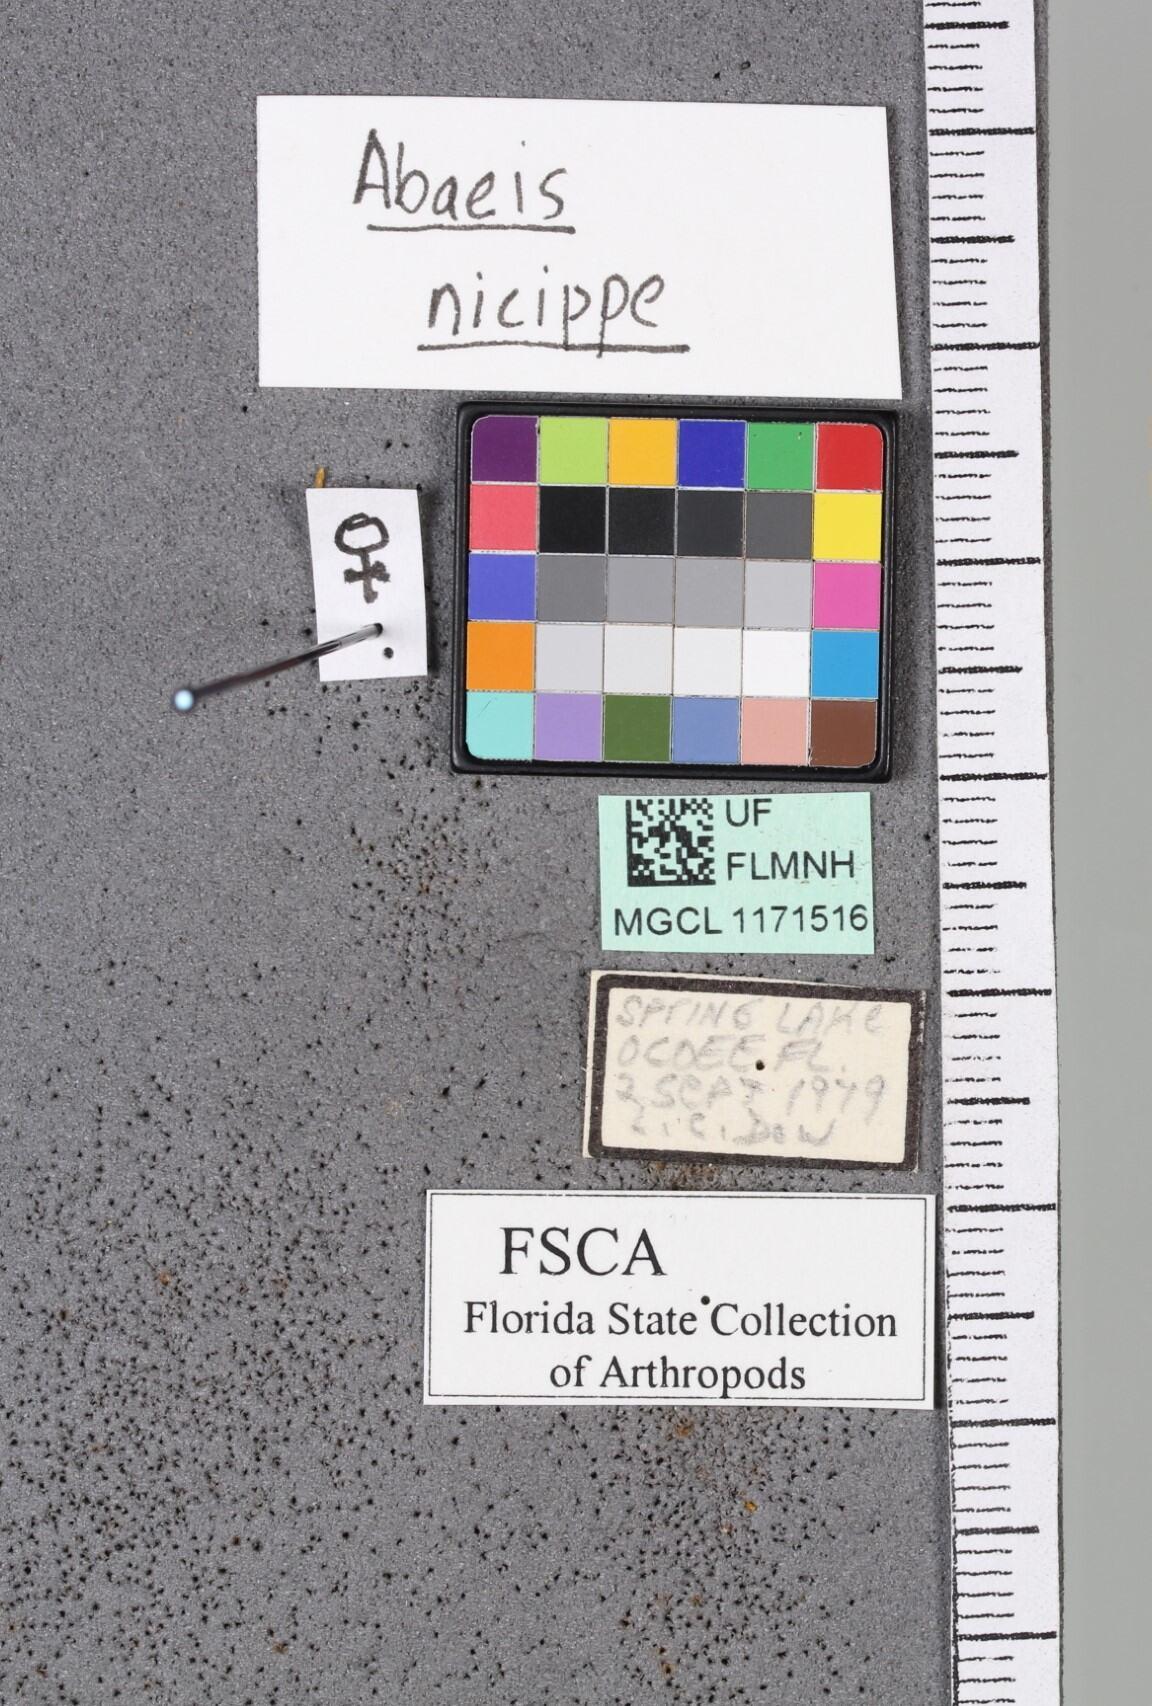 Abaeis
nicippe
♀
UF
FLMNH
MGCL 1171516
SPRING LAKE
OCOEE FL.
2 SEPT 1979
L.C. DOW
FSCA
Florida State Collection
of Arthropods